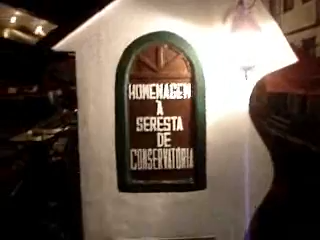 HOMENAGEM
À
SERESTA
DE
CONSERVATÓRIA